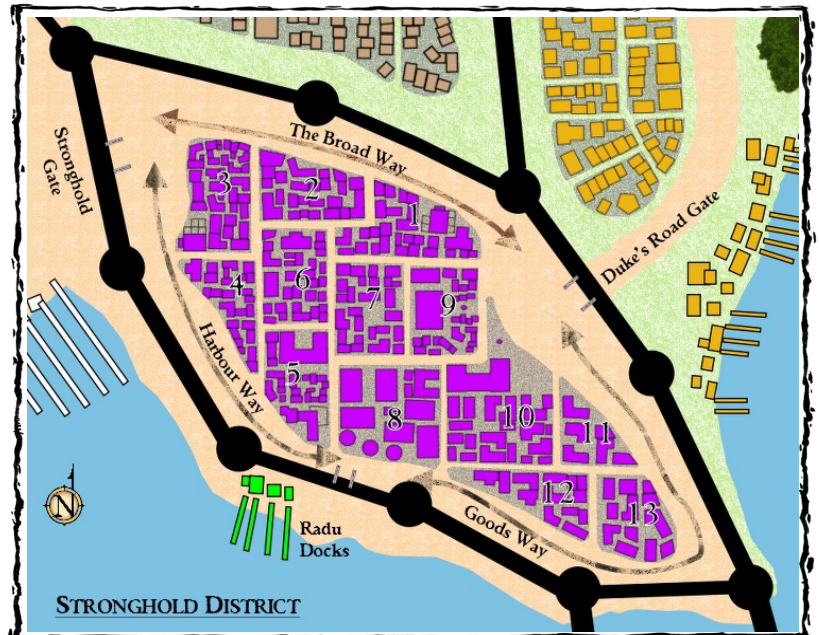 The Broad Way
Stronghold
Gate
3
2
1
Duke's Road Gate
4
6
7
9
Harbour Way
5
8
10
11
12
13
Goods Way
N
Radu
Docks
STRONGHOLD DISTRICT